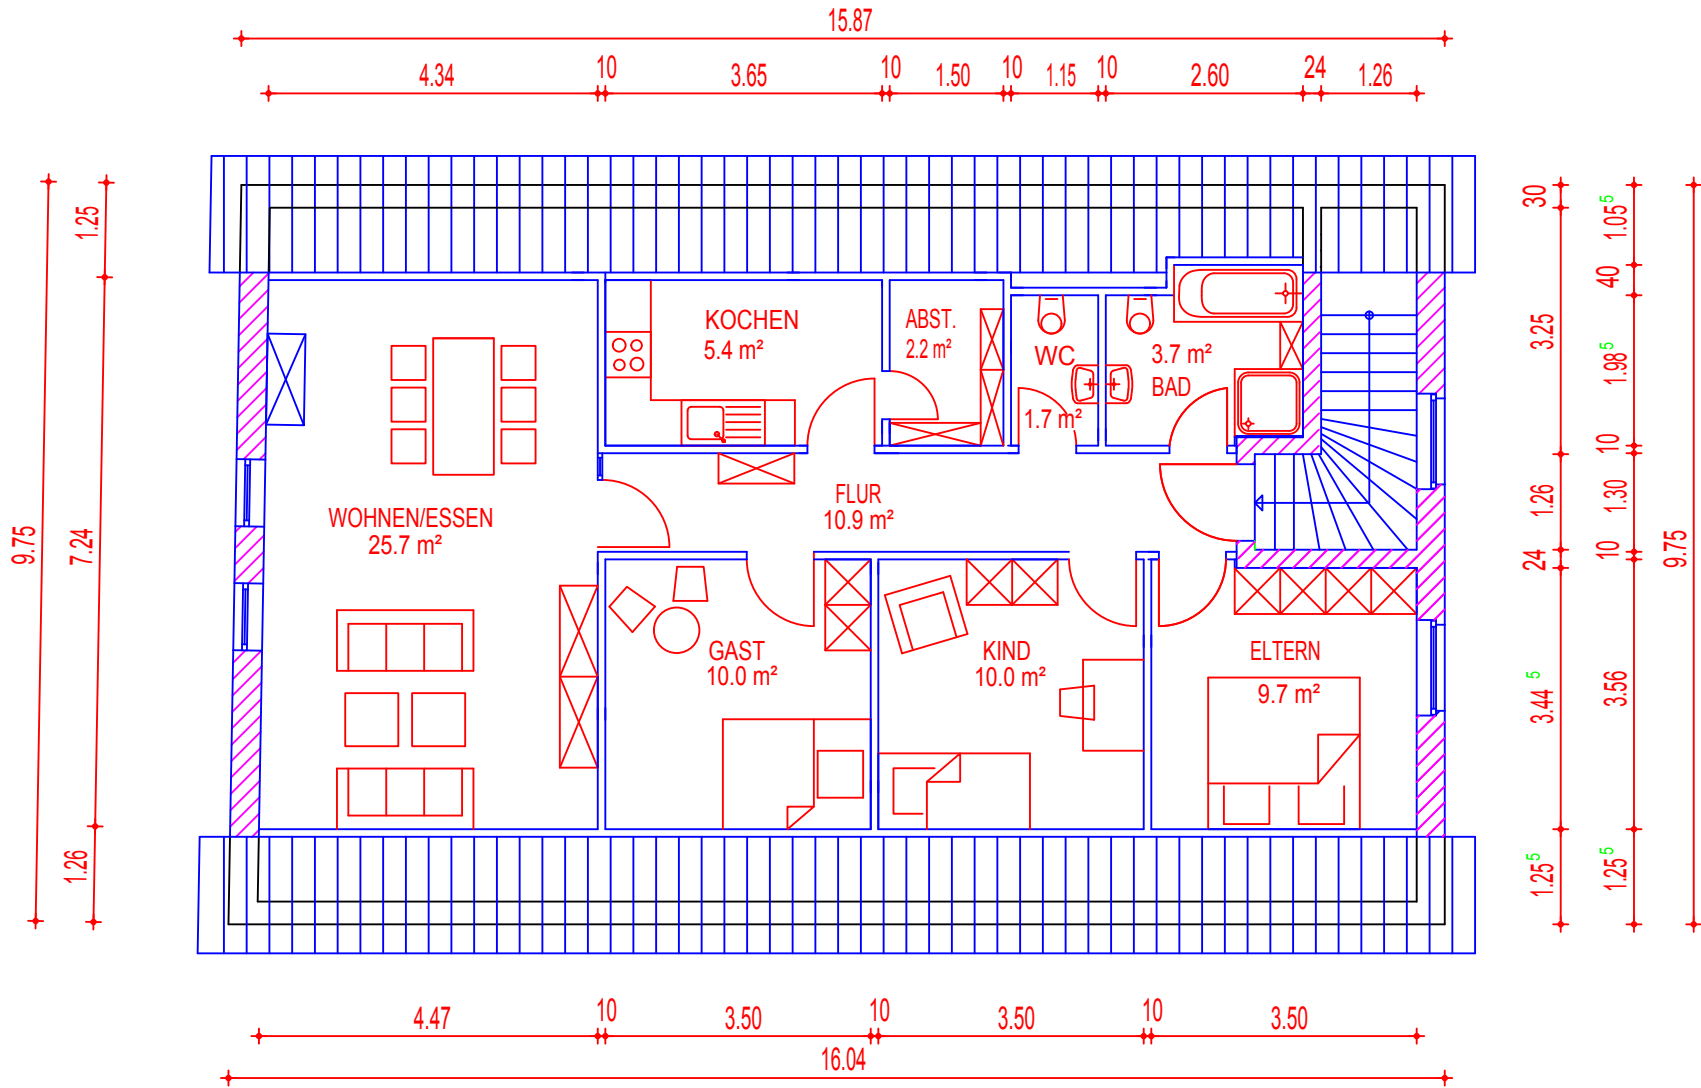 15.87
4.34 10 3.65 10 1.50 10 1.15 10 2.60 24 1.26
9.75
1.25
7.24
1.26
30
3.25
1.26
24
3.44 5
1.25 5
1.05 5
40
1.98 5
10
1.30
10
3.56
1.25 5
9.75
KOCHEN
5.4 m²
ABST.
2.2 m²
WC
1.7 m²
3.7 m²
BAD
FLUR
10.9 m²
WOHNEN/ESSEN
25.7 m²
GAST
10.0 m²
KIND
10.0 m²
ELTERN
9.7 m²
4.47 10 3.50 10 3.50 10 3.50
16.04